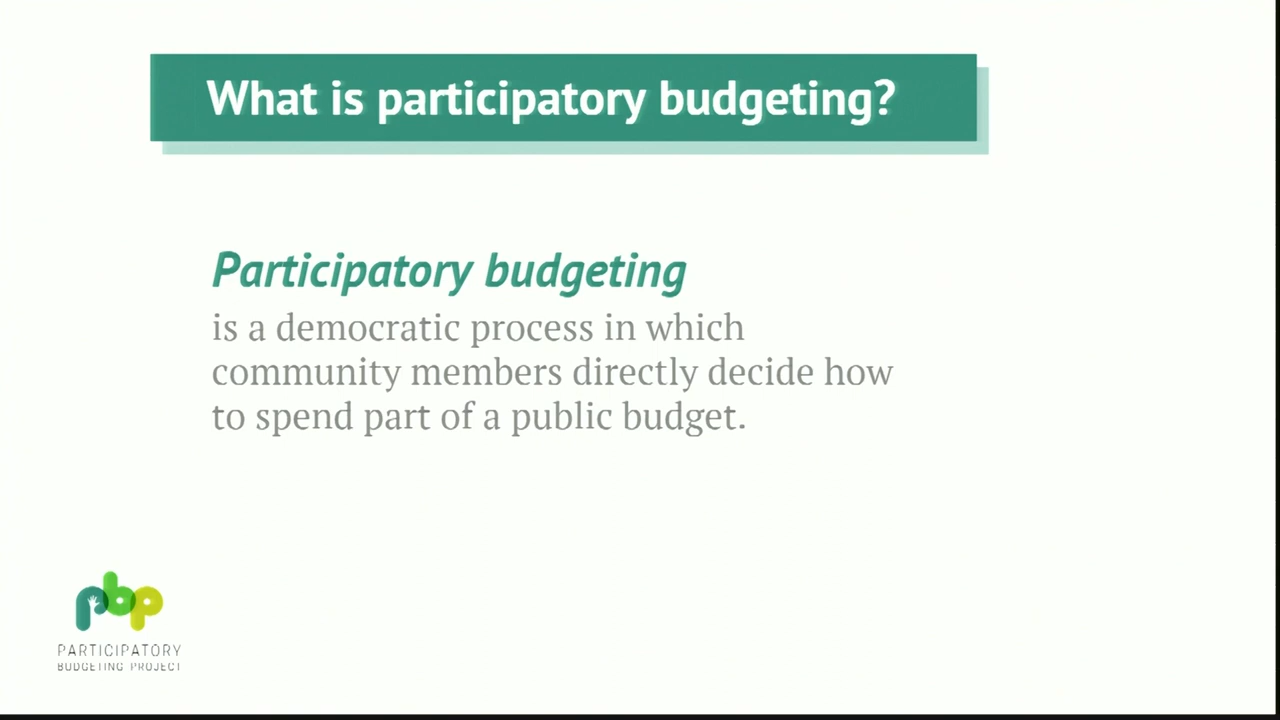 What is participatory budgeting?
Participatory budgeting
is a democratic process in which
community members directly decide how
to spend part of a public budget.
pbp
PARTICIPATORY
BUDGETING PROJECT